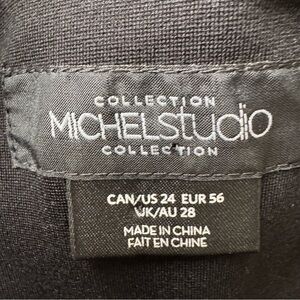 COLLECTION
MICHELstudio
COLLECTION
CAN/US 24 EUR 56
UK/AU 28
MADE IN CHINA
FAIT EN CHINE